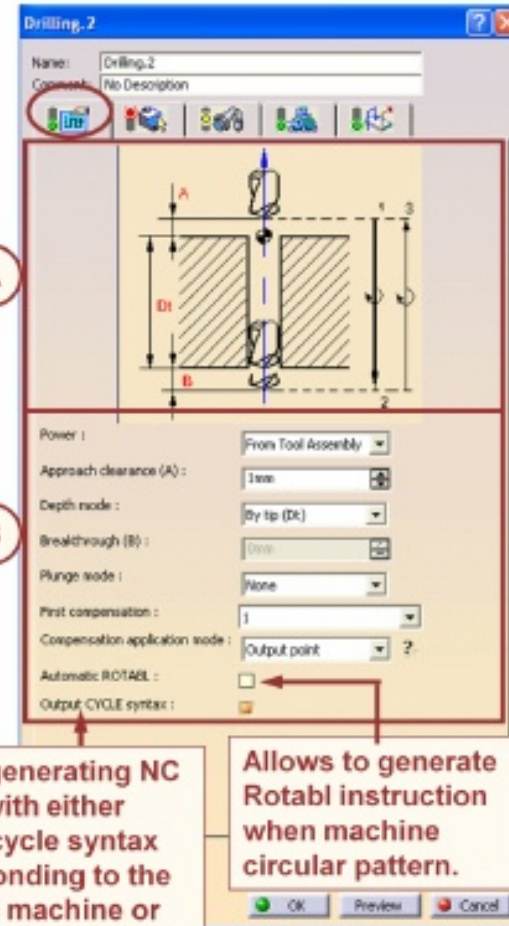 Drilling.2
?
Name: Drilling.2
Comment: No Description
A
1
3
Dt
B
2
Power :
From Tool Assembly
Approach clearance (A) :
1mm
Depth mode :
By tip (Dt)
Breakthrough (B) :
0mm
Plunge mode :
None
First compensation :
1
Compensation application mode :
Output point
?
Automatic ROTABL :
Output CYCLE syntax :
generating NC
with either
cycle syntax
ponding to the
machine or
Allows to generate
Rotabl instruction
when machine
circular pattern.
OK
Preview
Cancel